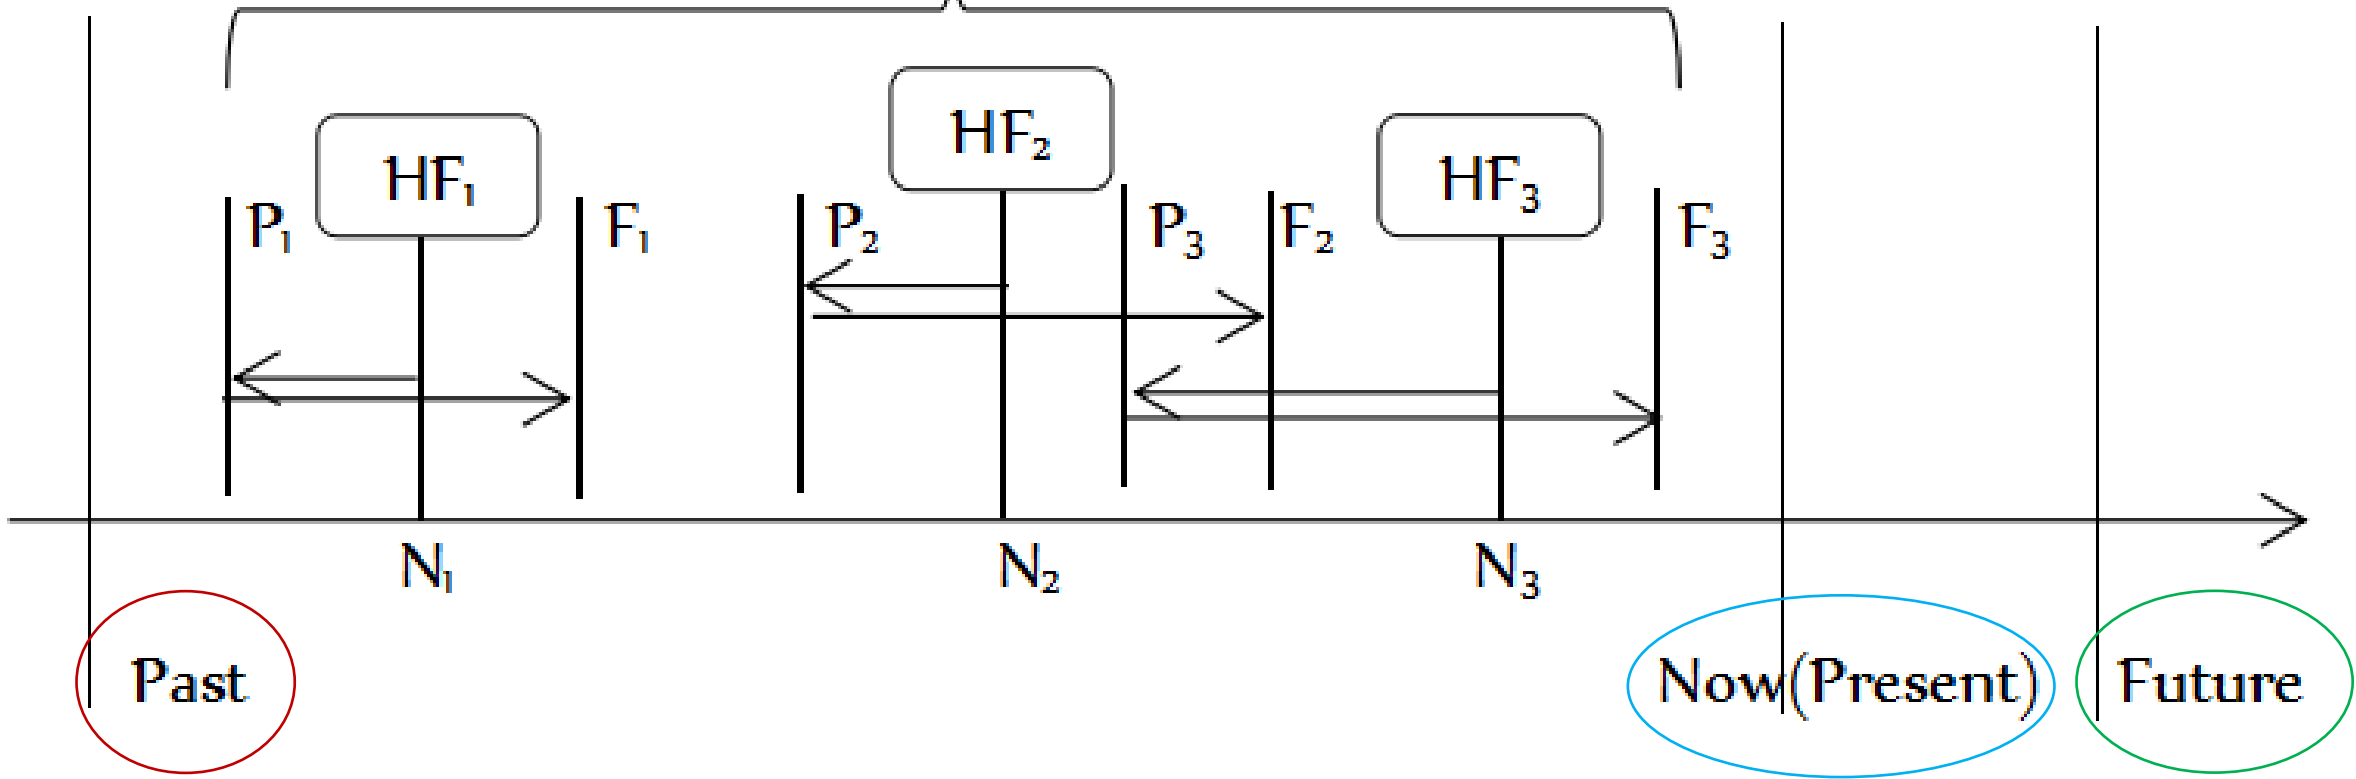 HF₁ HF₂ HF₃
P₁ F₁ P₂ P₃ F₂ F₃
N₁ N₂ N₃
Past Now(Present) Future